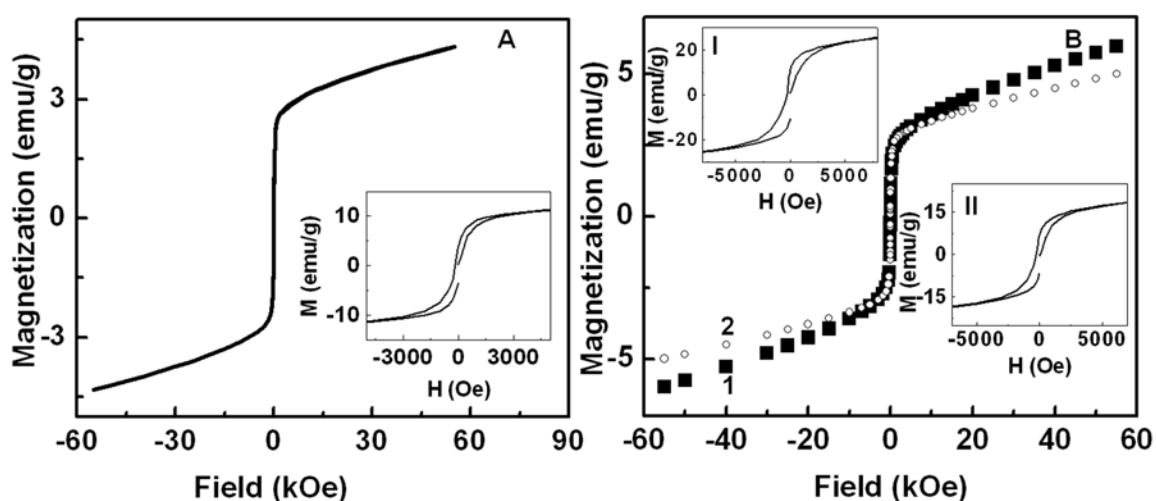 A
Magnetization (emu/g)
3
0
-3
-60 -30 0 30 60 90
Field (kOe)
M (emu/g)
10
0
-10
-3000 0 3000
H (Oe)
B
Magnetization (emu/g)
5
0
-5
-60 -40 -20 0 20 40 60
Field (kOe)
2
1
I
M (emu/g)
20
0
-20
-5000 0 5000
H (Oe)
II
M (emu/g)
15
0
-15
-5000 0 5000
H (Oe)